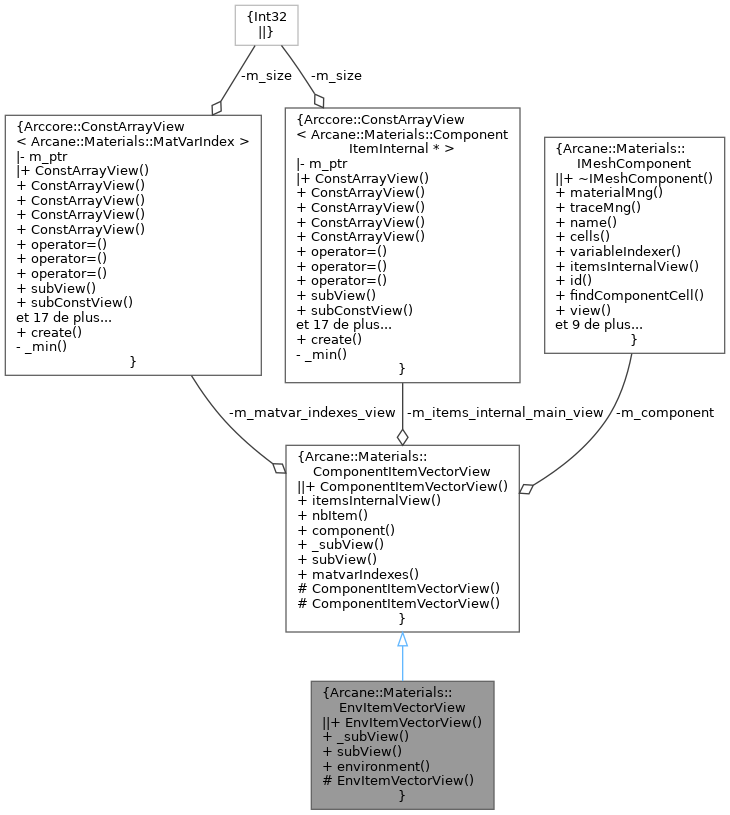 {Int32
||}
-m_size
-m_size
{Arccore::ConstArrayView
< Arcane::Materials::MatVarIndex >
|- m_ptr
|+ ConstArrayView()
+ ConstArrayView()
+ ConstArrayView()
+ ConstArrayView()
+ ConstArrayView()
+ operator=()
+ operator=()
+ operator=()
+ subView()
+ subConstView()
et 17 de plus...
+ create()
- _min()
}
{Arccore::ConstArrayView
< Arcane::Materials::Component
ItemInternal * >
|- m_ptr
|+ ConstArrayView()
+ ConstArrayView()
+ ConstArrayView()
+ ConstArrayView()
+ ConstArrayView()
+ operator=()
+ operator=()
+ operator=()
+ subView()
+ subConstView()
et 17 de plus...
+ create()
- _min()
}
{Arcane::Materials::
IMeshComponent
||+ ~IMeshComponent()
+ materialMng()
+ traceMng()
+ name()
+ cells()
+ variableIndexer()
+ itemsInternalView()
+ id()
+ findComponentCell()
+ view()
et 9 de plus...
}
-m_matvar_indexes_view
-m_items_internal_main_view
-m_component
{Arcane::Materials::
ComponentItemVectorView
||+ ComponentItemVectorView()
+ itemsInternalView()
+ nbItem()
+ component()
+ _subView()
+ subView()
+ matvarIndexes()
# ComponentItemVectorView()
# ComponentItemVectorView()
}
{Arcane::Materials::
EnvItemVectorView
||+ EnvItemVectorView()
+ _subView()
+ subView()
+ environment()
# EnvItemVectorView()
}